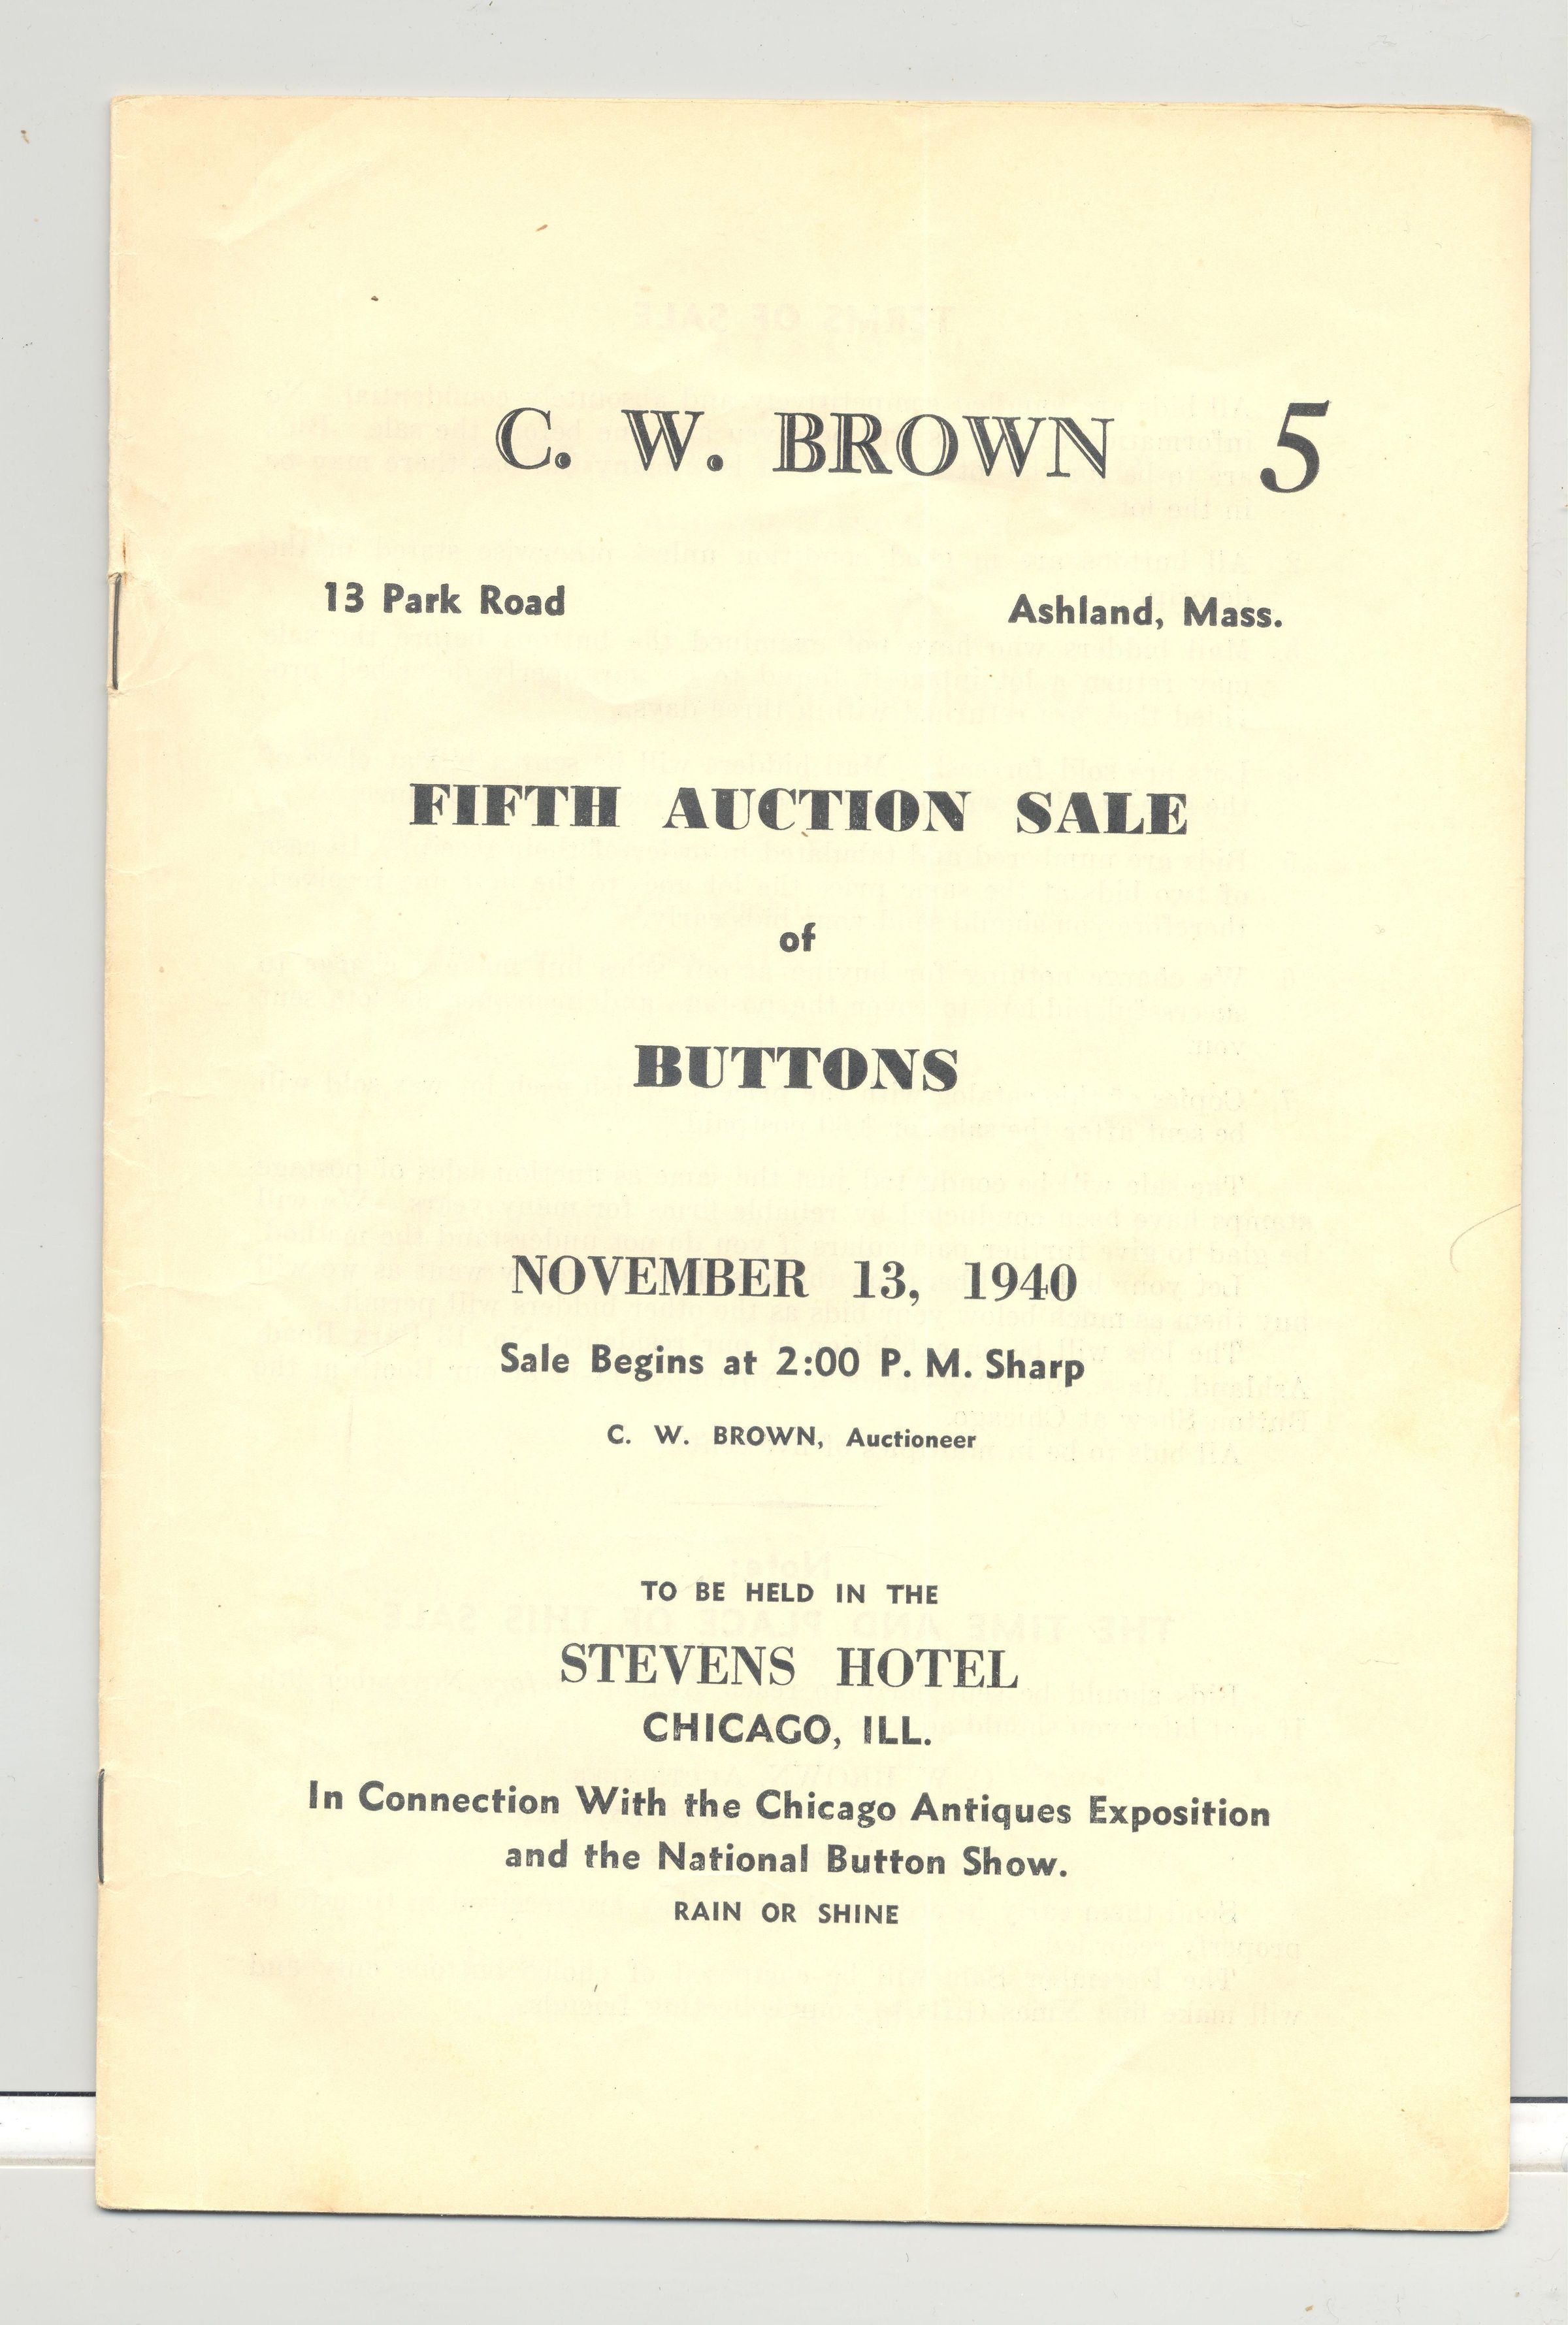 C. W. BROWN 5
13 Park Road Ashland, Mass.
FIFTH AUCTION SALE
of
BUTTONS
NOVEMBER 13, 1940
Sale Begins at 2:00 P. M. Sharp
C. W. BROWN, Auctioneer
TO BE HELD IN THE
STEVENS HOTEL
CHICAGO, ILL.
In Connection With the Chicago Antiques Exposition
and the National Button Show.
RAIN OR SHINE